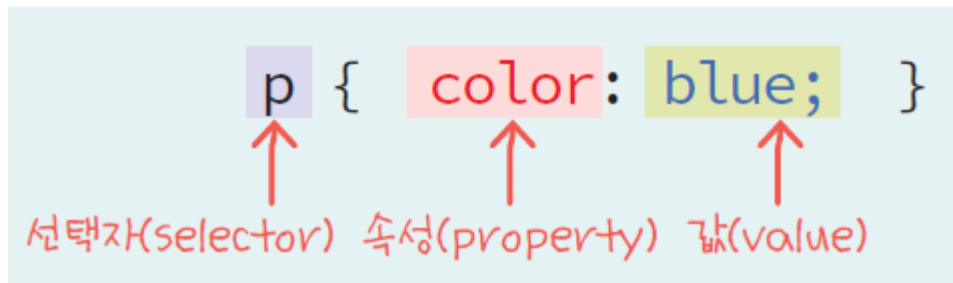 p { color: blue; }
선택자(selector) 속성(property) 값(value)